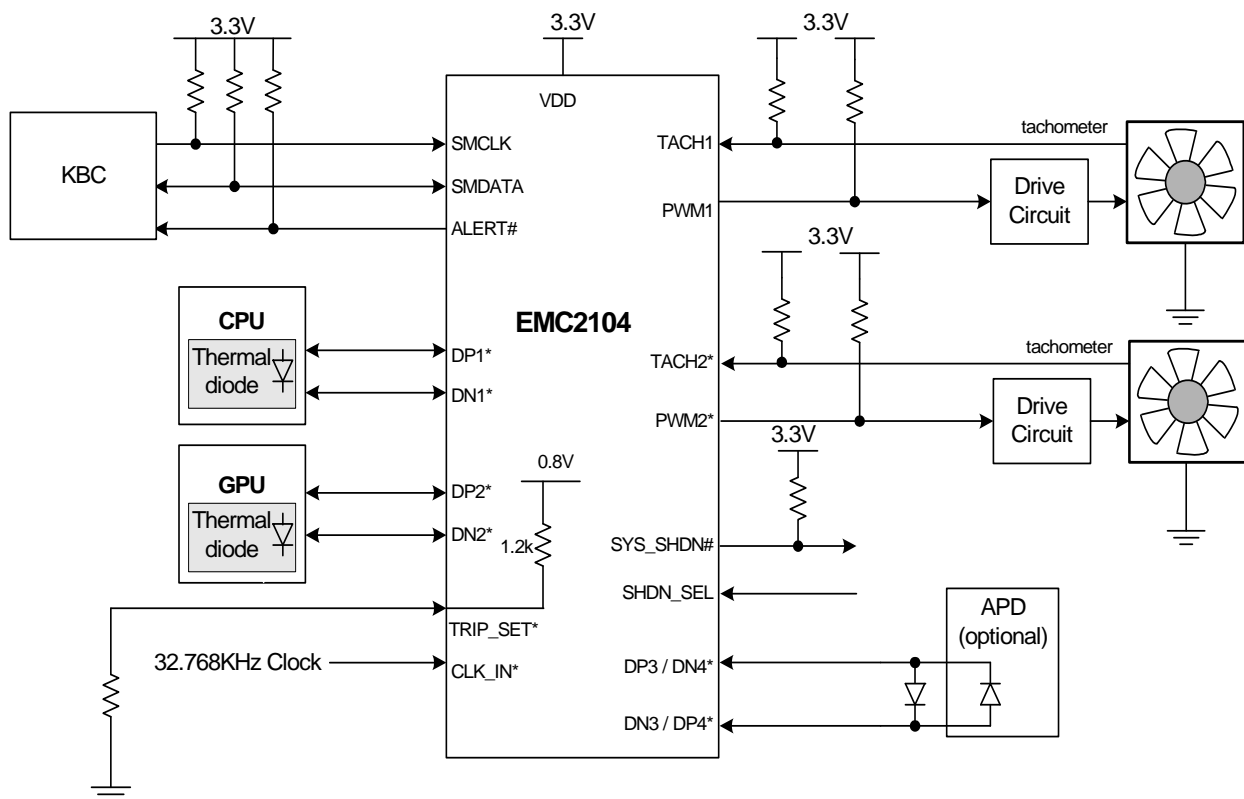 3.3V
3.3V
3.3V
VDD
KBC
SMCLK
SMDATA
ALERT#
TACH1
PWM1
tachometer
Drive
Circuit
3.3V
CPU
Thermal
diode
EMC2104
DP1*
DN1*
TACH2*
PWM2*
tachometer
Drive
Circuit
3.3V
GPU
Thermal
diode
0.8V
DP2*
DN2*
1.2k
SYS_SHDN#
SHDN_SEL
TRIP_SET*
32.768KHz Clock
CLK_IN*
APD
(optional)
DP3 / DN4*
DN3 / DP4*